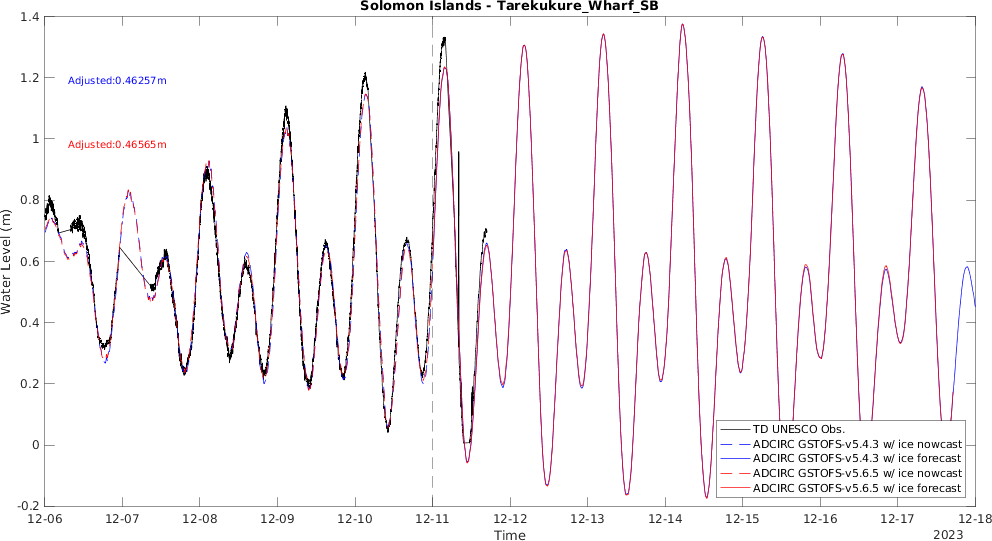 Solomon Islands - Tarekukure_Wharf_SB
1.4
1.2
1
0.8
0.6
0.4
0.2
0
-0.2
Water Level (m)
Adjusted:0.46257m
Adjusted:0.46565m
TD UNESCO Obs.
ADCIRC GSTOFS-v5.4.3 w/ ice nowcast
ADCIRC GSTOFS-v5.4.3 w/ ice forecast
ADCIRC GSTOFS-v5.6.5 w/ ice nowcast
ADCIRC GSTOFS-v5.6.5 w/ ice forecast
12-06 12-07 12-08 12-09 12-10 12-11 12-12 12-13 12-14 12-15 12-16 12-17 12-18
Time
2023